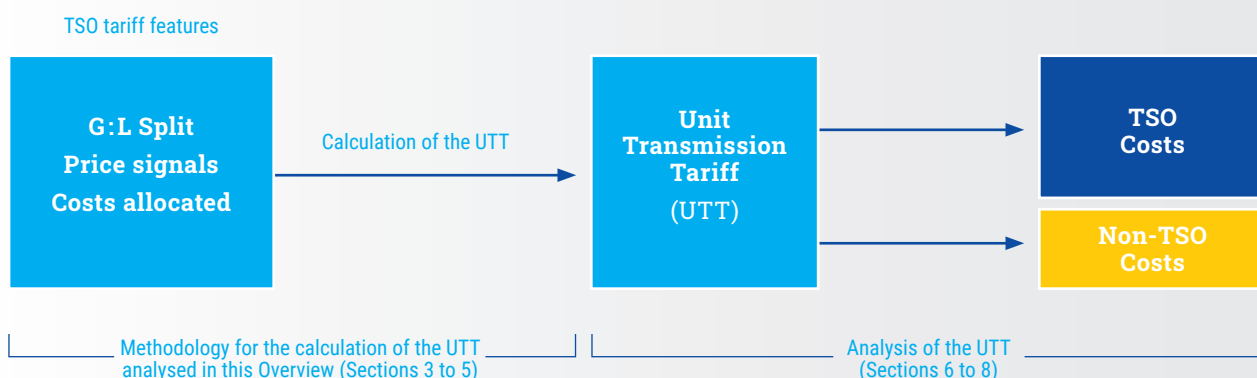 TSO tariff features
G:L Split
Price signals
Costs allocated
Calculation of the UTT
Unit
Transmission
Tariff
(UTT)
TSO
Costs
Non-TSO
Costs
Methodology for the calculation of the UTT
analysed in this Overview (Sections 3 to 5)
Analysis of the UTT
(Sections 6 to 8)